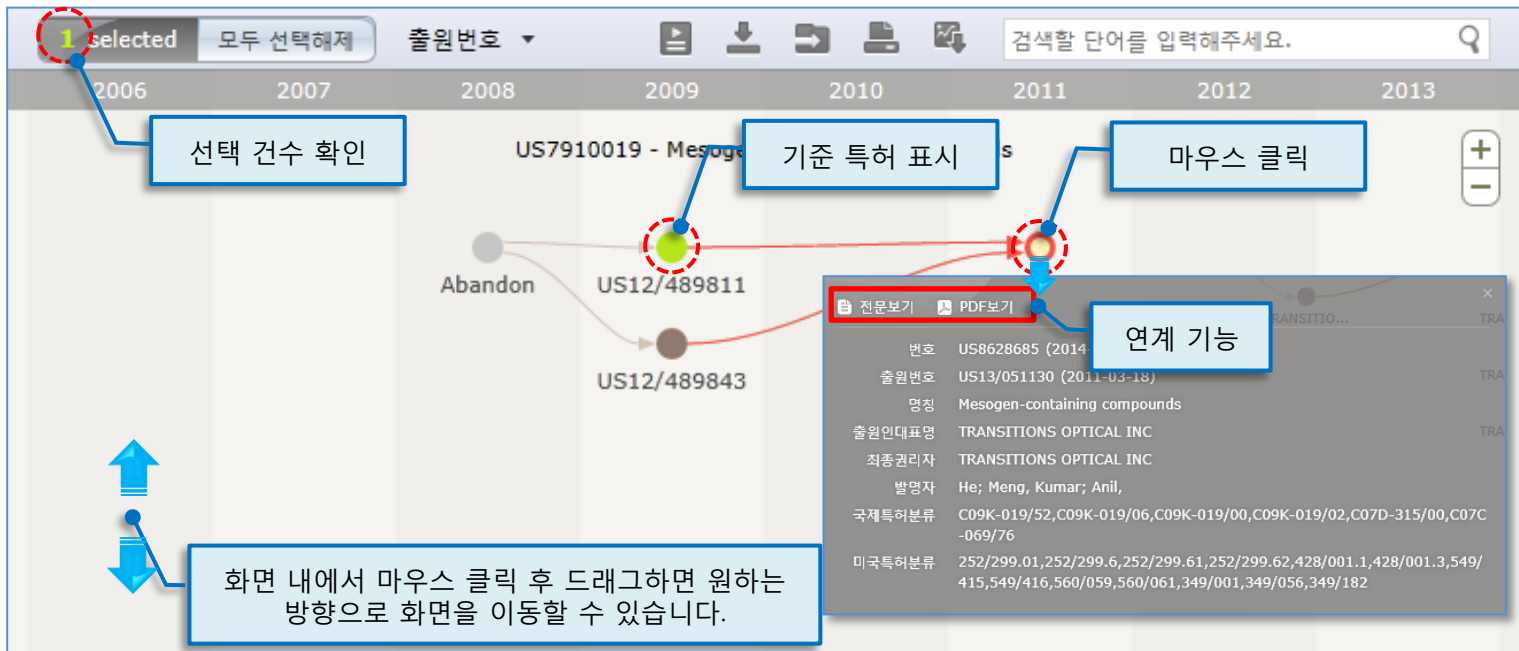 1 selected 모두 선택해제 출원번호 검색할 단어를 입력해주세요.
2006 2007 2008 2009 2010 2011 2012 2013
선택 건수 확인
US7910019 - Mesoge
s
기준 특허 표시
마우스 클릭
+
−
Abandon
US12/489811
US12/489843
전문보기 PDF보기
연계 기능
RANSITIO...
TRA
TRA
TRA
번호 US8628685 (2014-
출원번호 US13/051130 (2011-03-18)
명칭 Mesogen-containing compounds
출원인대표명 TRANSITIONS OPTICAL INC
최종권리자 TRANSITIONS OPTICAL INC
발명자 He; Meng, Kumar; Anil,
국제특허분류 C09K-019/52,C09K-019/06,C09K-019/00,C09K-019/02,C07D-315/00,C07C
-069/76
미국특허분류 252/299.01,252/299.6,252/299.61,252/299.62,428/001.1,428/001.3,549/
415,549/416,560/059,560/061,349/001,349/056,349/182
화면 내에서 마우스 클릭 후 드래그하면 원하는
방향으로 화면을 이동할 수 있습니다.